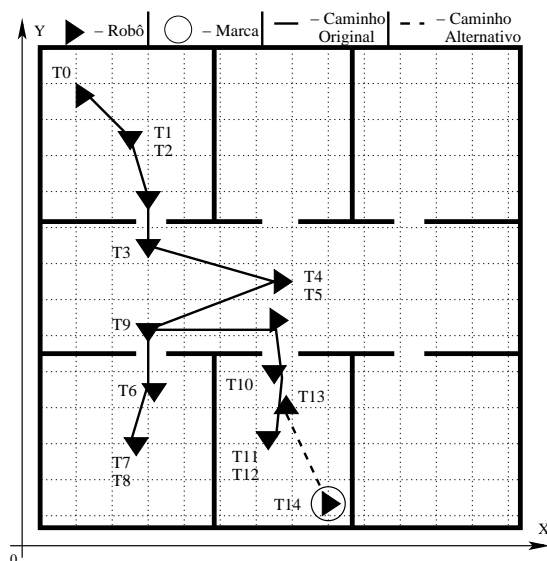 Y
– Robô
– Marca
– Caminho
Original
– Caminho
Alternativo
T0
T1
T2
T3
T4
T5
T9
T6
T10
T13
T7
T8
T11
T12
T14
X
0